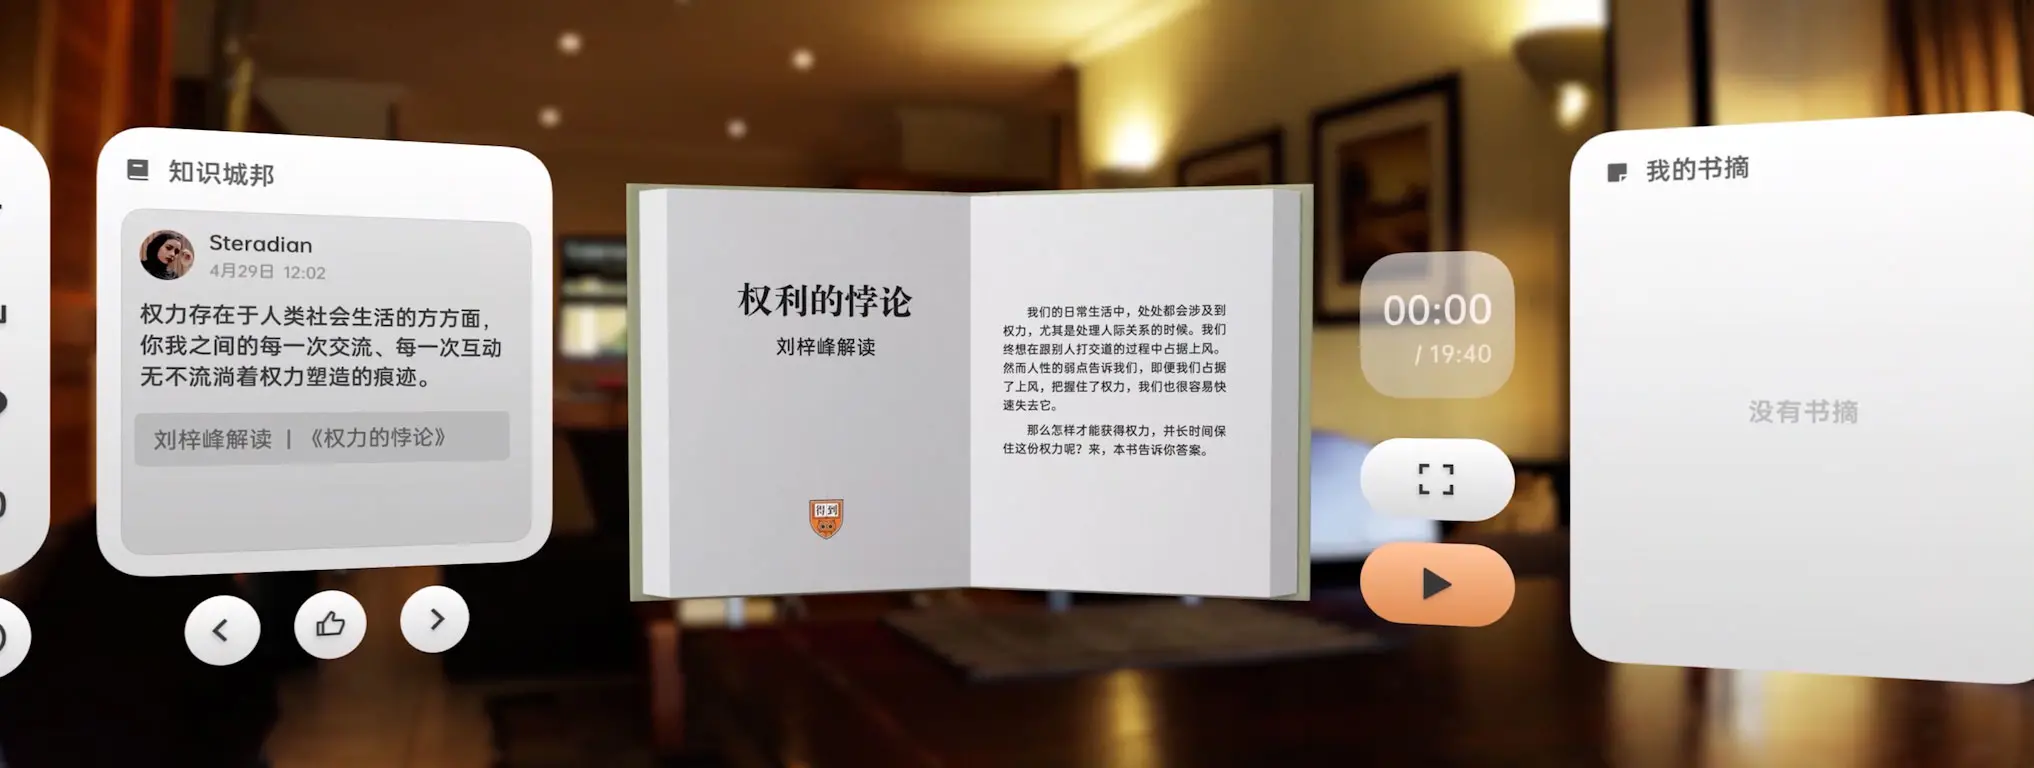 知识城邦
Steradian
4月29日 12:02
权力存在于人类社会生活的方方面，
你我之间的每一次交流、每一次互动
无不流淌着权力塑造的痕迹。
刘梓峰解读 | 《权力的悖论》
权利的悖论
刘梓峰解读
得到
我们的日常生活中，处处都会涉及到
权力，尤其是处理人际关系的时候。我们
终想在跟别人打交道的过程中占据上风。
然而人性的弱点告诉我们，即便我们占据
了上风，把握住了权力，我们也很容易快
速失去它。
那么怎样才能获得权力，并长时间保
住这份权力呢？来，本书告诉你答案。
00:00
/ 19:40
我的书摘
没有书摘